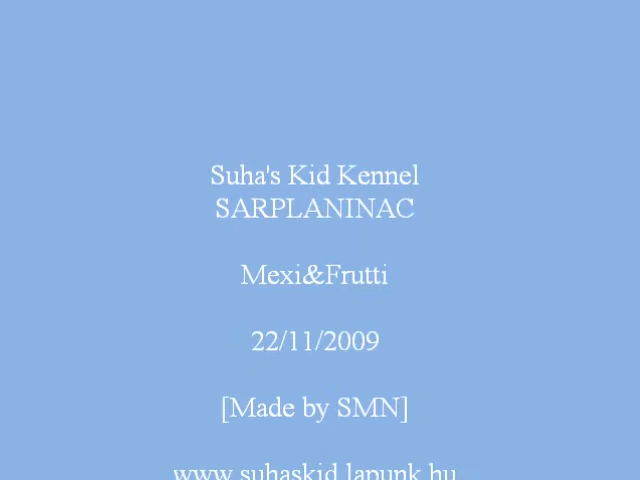 Suha's Kid Kennel
SARPLANINAC
Mexi&Frutti
22/11/2009
[Made by SMN]
www.suhaskid.lapunk.hu